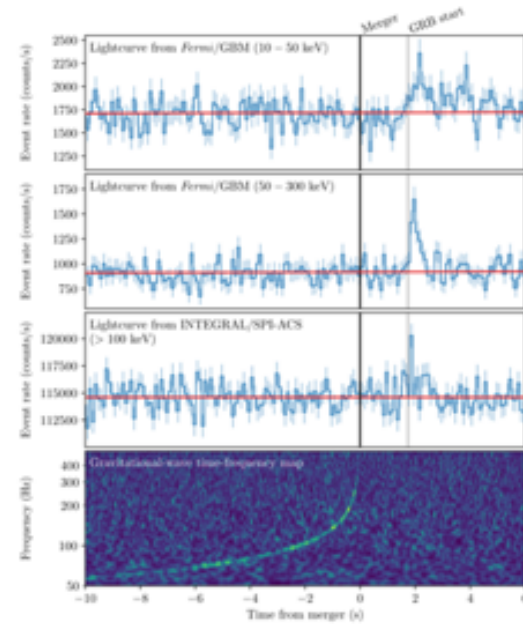 Merger
GRB start
2500
2250
2000
1750
1500
1250
Event rate (counts/s)
Lightcurve from Fermi/GBM (10 − 50 keV)
1750
1500
1250
1000
750
Event rate (counts/s)
Lightcurve from Fermi/GBM (50 − 300 keV)
120000
117500
115000
112500
Event rate (counts/s)
Lightcurve from INTEGRAL/SPI-ACS
(> 100 keV)
400
300
200
100
50
Frequency (Hz)
Gravitational-wave time-frequency map
−10
−8
−6
−4
−2
0
2
4
6
Time from merger (s)